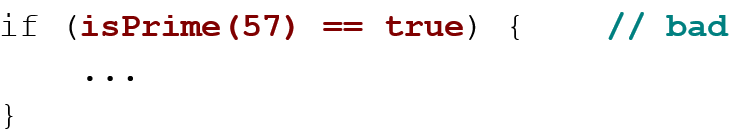 if (isPrime(57) == true) {    // bad
    ...
}